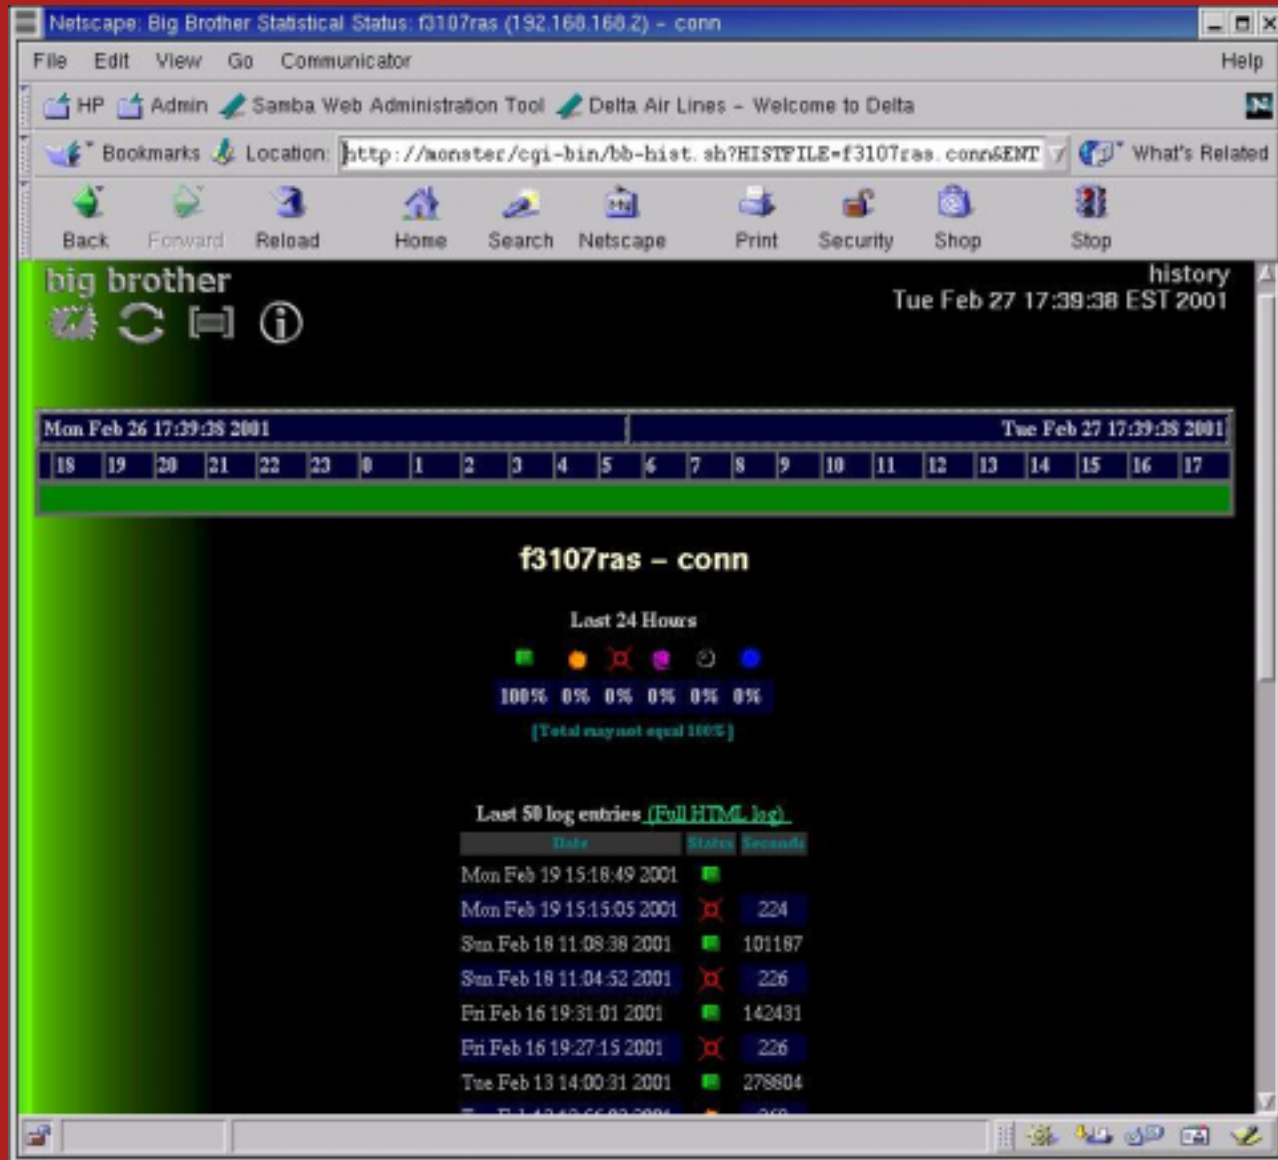 Netscape: Big Brother Statistical Status: f3107ras (192.168.168.2) – conn
File Edit View Go Communicator Help
HP Admin Samba Web Administration Tool Delta Air Lines – Welcome to Delta
Bookmarks Location: http://monster/cgi-bin/bb-hist.sh?HISTFILE=f3107ras.conn&ENT What's Related
Back Forward Reload Home Search Netscape Print Security Shop Stop
big brother
history
Tue Feb 27 17:39:38 EST 2001
Mon Feb 26 17:39:38 2001 Tue Feb 27 17:39:38 2001
18 19 20 21 22 23 0 1 2 3 4 5 6 7 8 9 10 11 12 13 14 15 16 17
f3107ras – conn
Last 24 Hours
100% 0% 0% 0% 0% 0%
[Total may not equal 100%]
Last 50 log entries (Full HTML log)
Date Status Seconds
Mon Feb 19 15:18:49 2001
Mon Feb 19 15:15:05 2001 224
Sun Feb 18 11:08:38 2001 101187
Sun Feb 18 11:04:52 2001 226
Fri Feb 16 19:31:01 2001 142431
Fri Feb 16 19:27:15 2001 226
Tue Feb 13 14:00:31 2001 278804